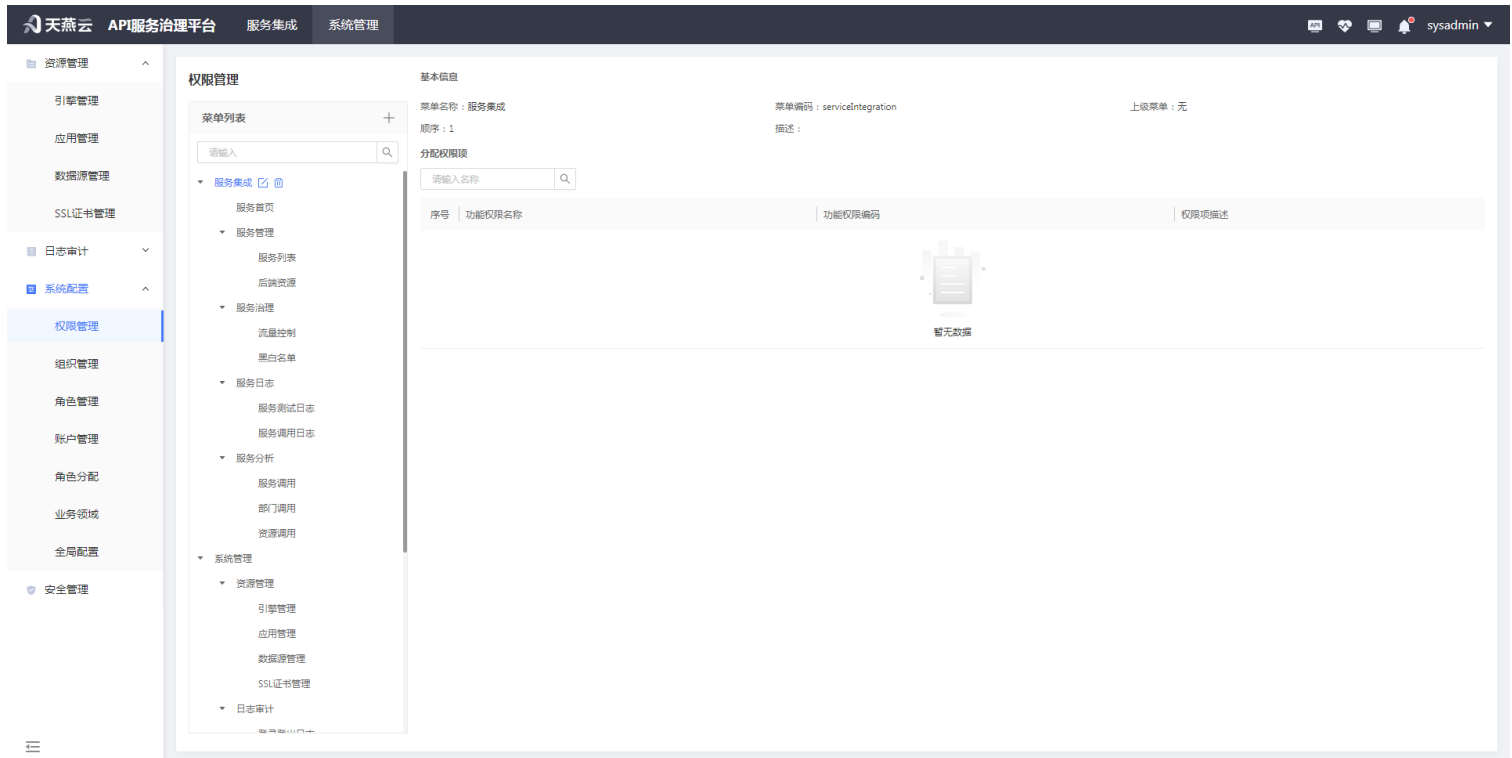 天燕云 API服务治理平台 服务集成 系统管理 API sysadmin
资源管理
引擎管理
应用管理
数据源管理
SSL证书管理
日志审计
系统配置
权限管理
组织管理
角色管理
账户管理
角色分配
业务领域
全局配置
安全管理
权限管理
菜单列表
请输入
服务集成
服务首页
服务管理
服务列表
后端资源
服务治理
流量控制
黑白名单
服务日志
服务测试日志
服务调用日志
服务分析
服务调用
部门调用
资源调用
系统管理
资源管理
引擎管理
应用管理
数据源管理
SSL证书管理
日志审计
基本信息
菜单名称：服务集成 菜单编码：serviceIntegration 上级菜单：无
顺序：1 描述：
分配权限项
请输入名称
序号 功能权限名称 功能权限编码 权限项描述
暂无数据